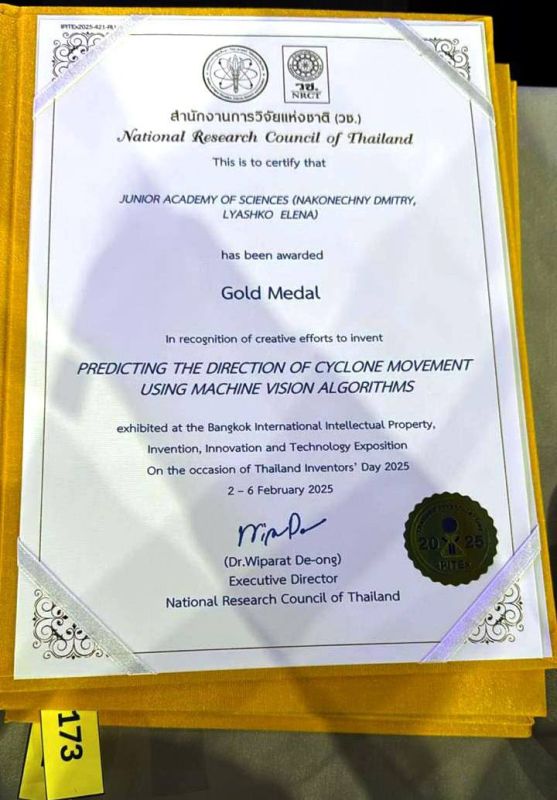 วช.
NRCT
สำนักงานการวิจัยแห่งชาติ (วช.)
National Research Council of Thailand
This is to certify that
JUNIOR ACADEMY OF SCIENCES (NAKONECHNY DMITRY,
LYASHKO ELENA)
has been awarded
Gold Medal
In recognition of creative efforts to invent
PREDICTING THE DIRECTION OF CYCLONE MOVEMENT
USING MACHINE VISION ALGORITHMS
exhibited at the Bangkok International Intellectual Property,
Invention, Innovation and Technology Exposition
On the occasion of Thailand Inventors' Day 2025
2 – 6 February 2025
(Dr.Wiparat De-ong)
Executive Director
National Research Council of Thailand
20 25
IPITEx
173